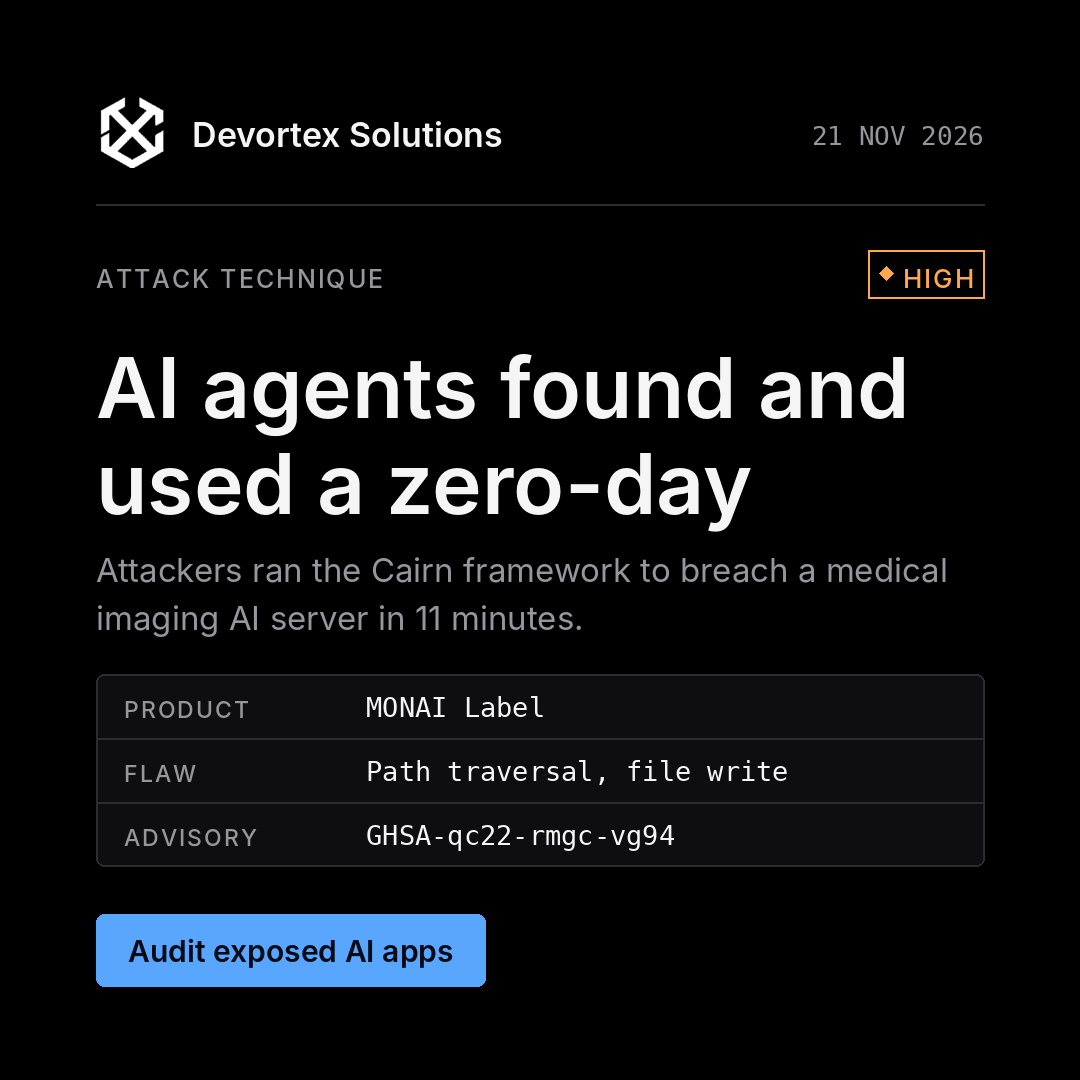 Devortex Solutions
21 NOV 2026
ATTACK TECHNIQUE
HIGH
AI agents found and
used a zero-day
Attackers ran the Cairn framework to breach a medical
imaging AI server in 11 minutes.
PRODUCT MONAI Label
FLAW Path traversal, file write
ADVISORY GHSA-qc22-rmgc-vg94
Audit exposed AI apps